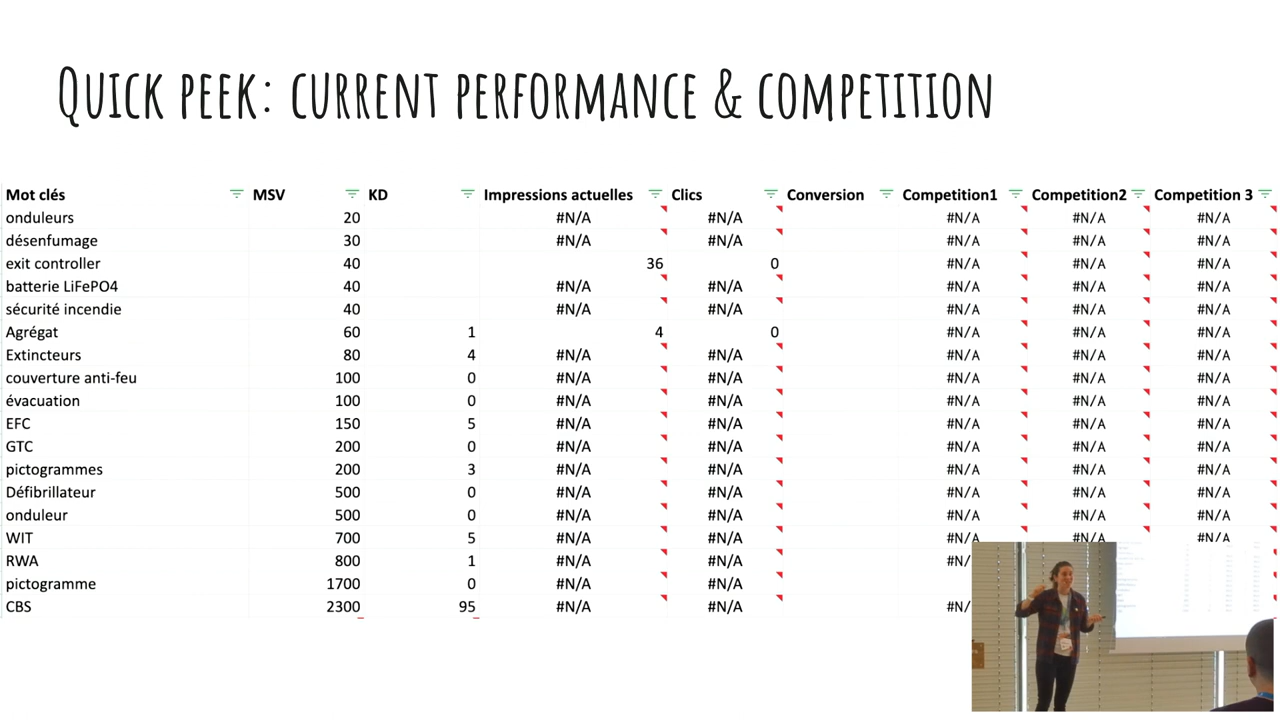 Quick peek: current performance & competition
Mot clés MSV KD Impressions actuelles Clics Conversion Competition1 Competition2 Competition 3
onduleurs 20 #N/A #N/A #N/A #N/A #N/A
désenfumage 30 #N/A #N/A #N/A #N/A #N/A
exit controller 40 36 0 #N/A #N/A #N/A
batterie LiFePO4 40 #N/A #N/A #N/A #N/A #N/A
sécurité incendie 40 #N/A #N/A #N/A #N/A #N/A
Agrégat 60 1 4 0 #N/A #N/A #N/A
Extincteurs 80 4 #N/A #N/A #N/A #N/A #N/A
couverture anti-feu 100 0 #N/A #N/A #N/A #N/A #N/A
évacuation 100 0 #N/A #N/A #N/A #N/A #N/A
EFC 150 5 #N/A #N/A #N/A #N/A #N/A
GTC 200 0 #N/A #N/A #N/A #N/A #N/A
pictogrammes 200 3 #N/A #N/A #N/A #N/A #N/A
Défibrillateur 500 0 #N/A #N/A #N/A #N/A #N/A
onduleur 500 0 #N/A #N/A #N/A #N/A #N/A
WIT 700 5 #N/A #N/A #N/A #N/A #N/A
RWA 800 1 #N/A #N/A #N/
pictogramme 1700 0 #N/A #N/A
CBS 2300 95 #N/A #N/A #N/